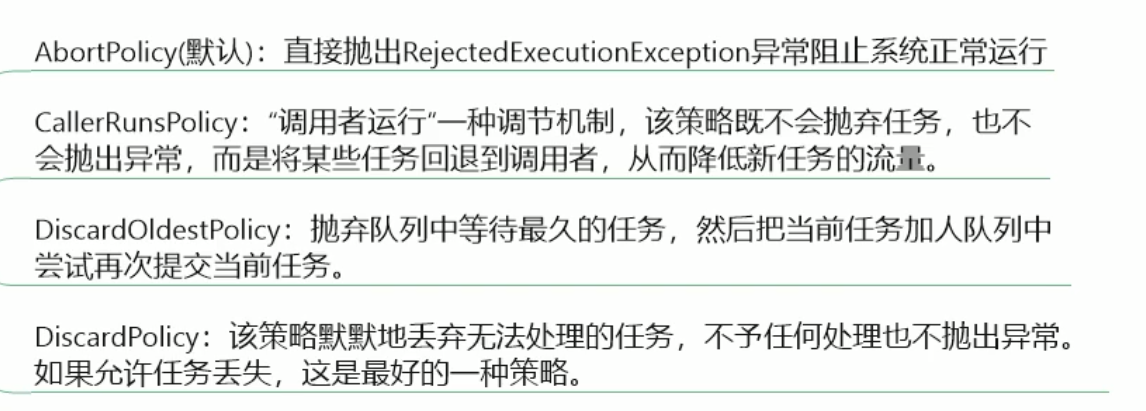 AbortPolicy(默认)：直接抛出RejectedExecutionException异常阻止系统正常运行
CallerRunsPolicy：“调用者运行”一种调节机制，该策略既不会抛弃任务，也不
会抛出异常，而是将某些任务回退到调用者，从而降低新任务的流量。
DiscardOldestPolicy：抛弃队列中等待最久的任务，然后把当前任务加人队列中
尝试再次提交当前任务。
DiscardPolicy：该策略默默地丢弃无法处理的任务，不予任何处理也不抛出异常。
如果允许任务丢失，这是最好的一种策略。